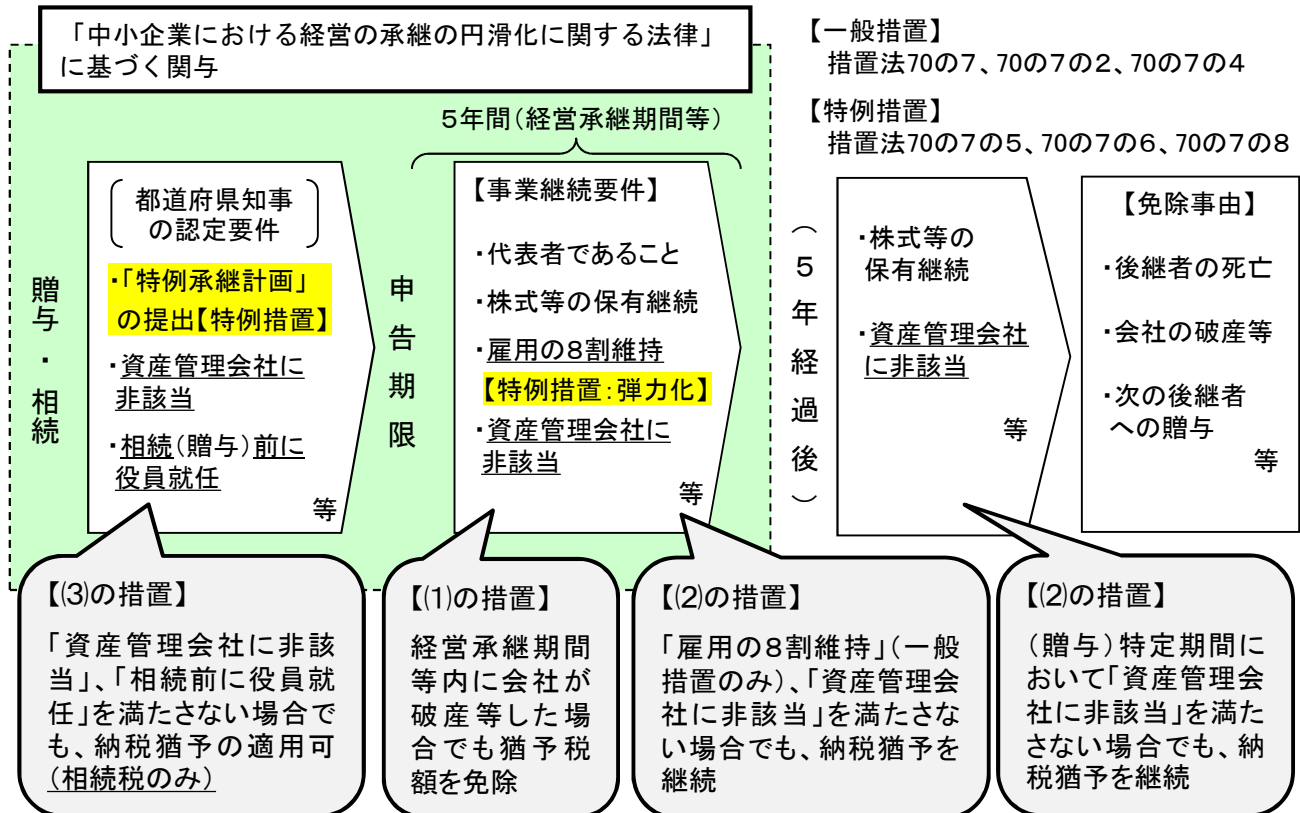 「中小企業における経営の承継の円滑化に関する法律」
に基づく関与
【一般措置】
措置法70の7、70の7の2、70の7の4
【特例措置】
措置法70の7の5、70の7の6、70の7の8
5年間(経営承継期間等)
贈与・相続
都道府県知事
の認定要件
・「特例承継計画」
の提出【特例措置】
・資産管理会社に
非該当
・相続(贈与)前に
役員就任
等
申告期限
【事業継続要件】
・代表者であること
・株式等の保有継続
・雇用の8割維持
【特例措置:弾力化】
・資産管理会社に
非該当
等
(5年経過後)
・株式等の
保有継続
・資産管理会社
に非該当
等
【免除事由】
・後継者の死亡
・会社の破産等
・次の後継者
への贈与
等
【⑶の措置】
「資産管理会社に非該
当」、「相続前に役員就
任」を満たさない場合で
も、納税猶予の適用可
(相続税のみ)
【⑴の措置】
経営承継期間
等内に会社が
破産等した場
合でも猶予税
額を免除
【⑵の措置】
「雇用の8割維持」(一般
措置のみ)、「資産管理会
社に非該当」を満たさな
い場合でも、納税猶予を
継続
【⑵の措置】
(贈与)特定期間に
おいて「資産管理会
社に非該当」を満た
さない場合でも、納
税猶予を継続